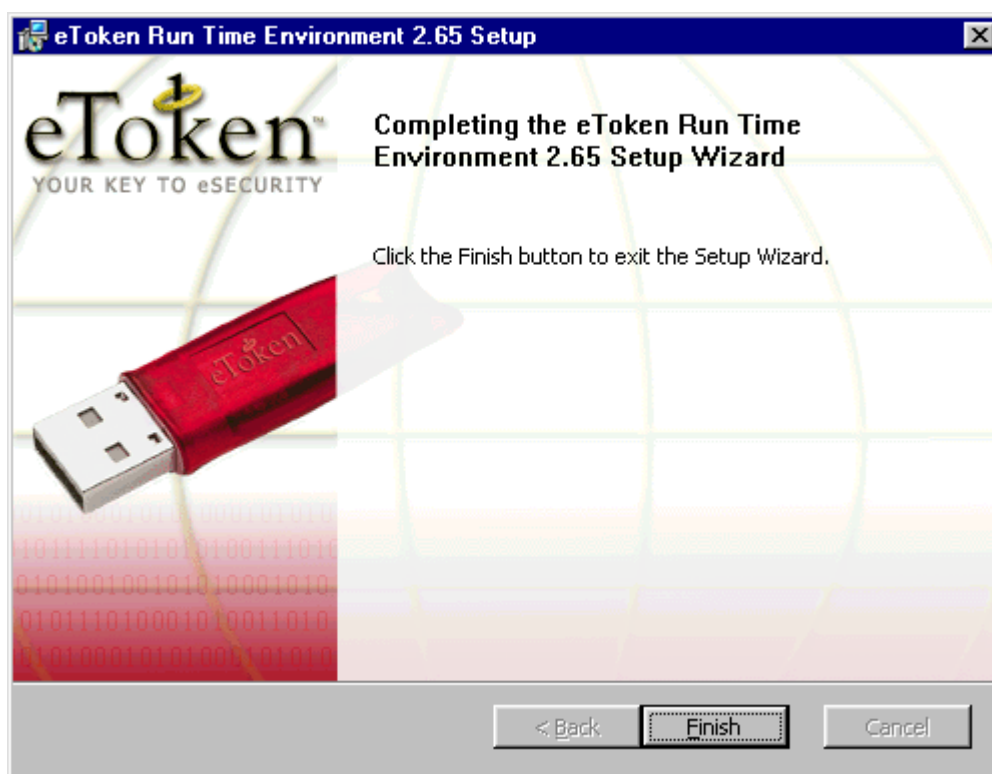 eToken Run Time Environment 2.65 Setup
eToken™
YOUR KEY TO eSECURITY
Completing the eToken Run Time
Environment 2.65 Setup Wizard
Click the Finish button to exit the Setup Wizard.
eToken
< Back
Finish
Cancel